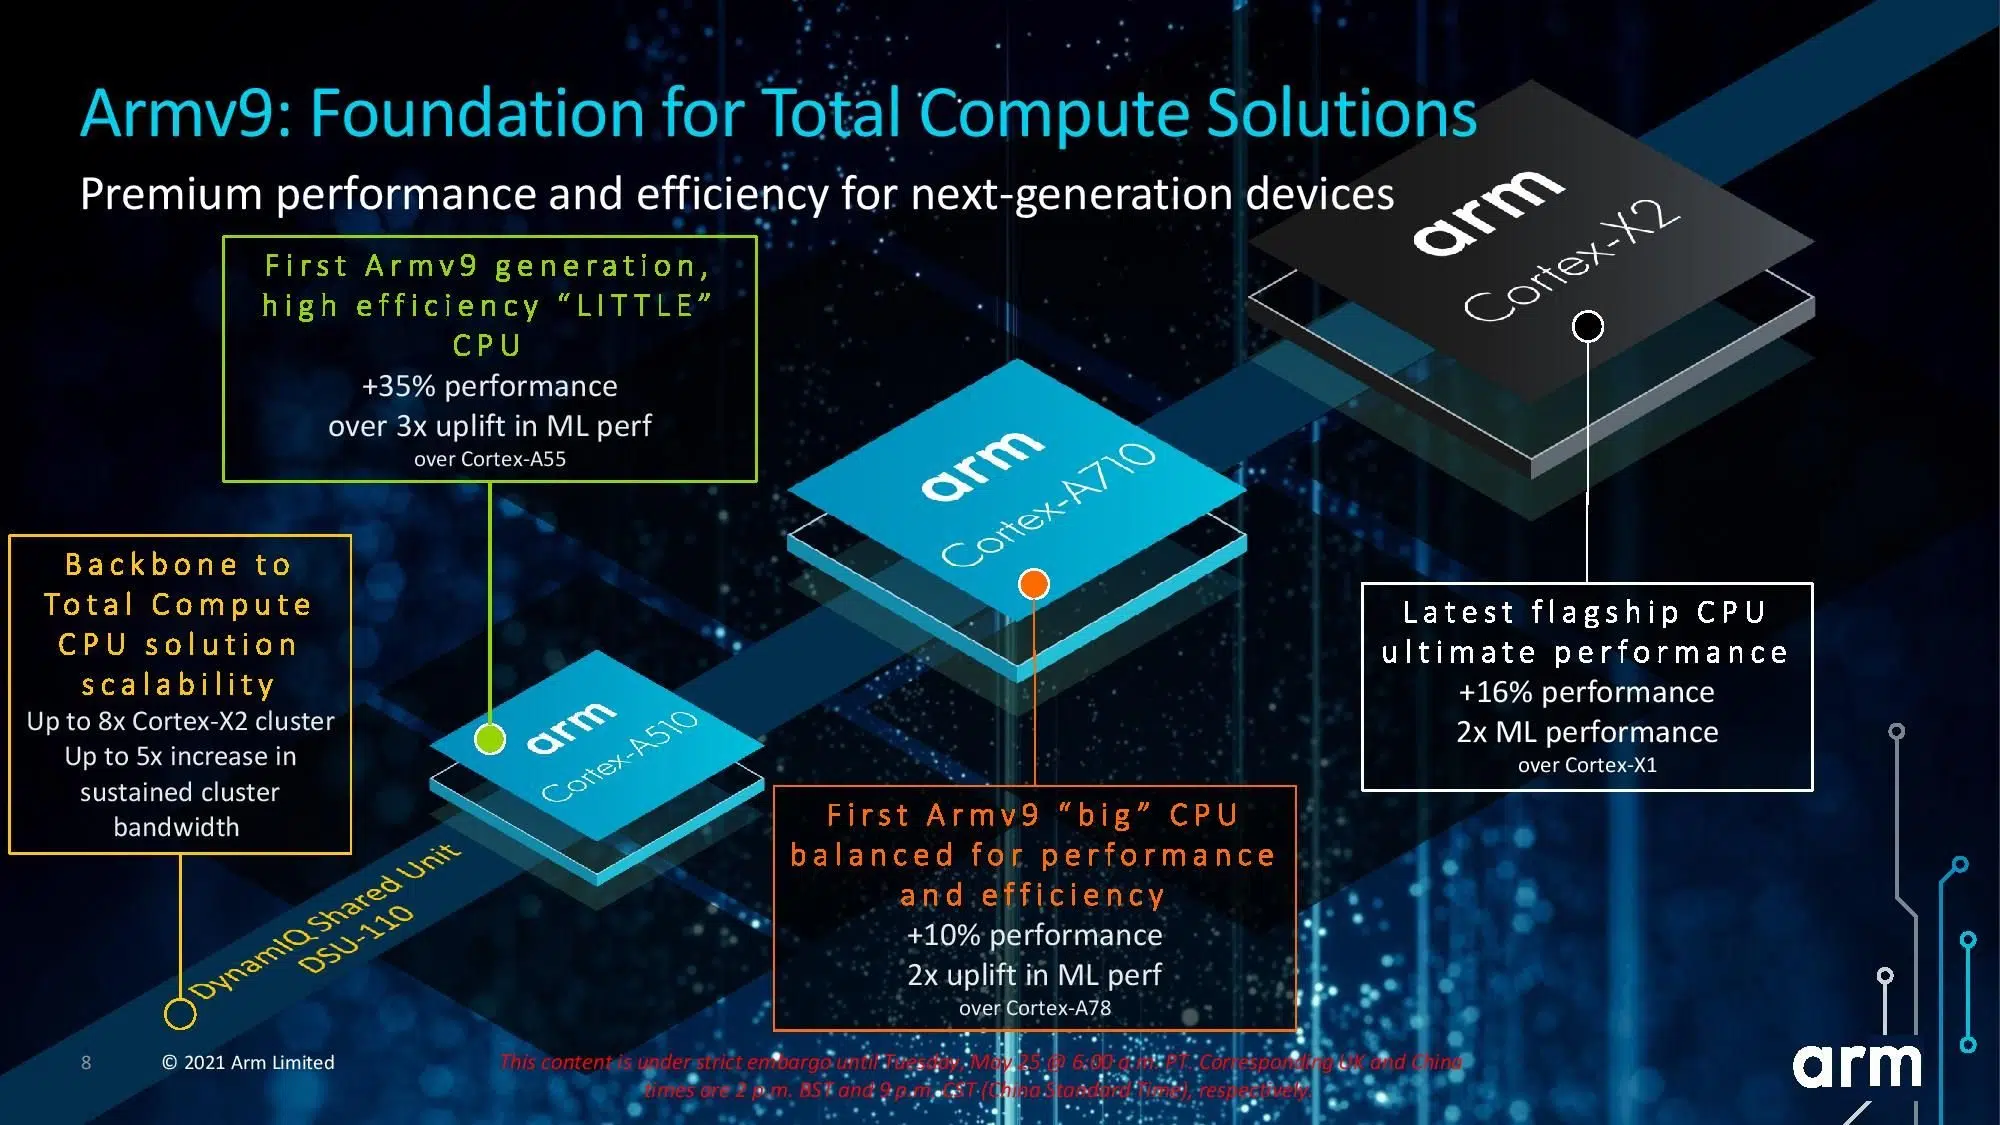 Armv9: Foundation for Total Compute Solutions
Premium performance and efficiency for next-generation devices
arm
Cortex-X2
First Armv9 generation,
high efficiency “LITTLE”
CPU
+35% performance
over 3x uplift in ML perf
over Cortex-A55
arm
Cortex-A710
Backbone to
Total Compute
CPU solution
scalability
Up to 8x Cortex-X2 cluster
Up to 5x increase in
sustained cluster
bandwidth
arm
Cortex-A510
Latest flagship CPU
ultimate performance
+16% performance
2x ML performance
over Cortex-X1
First Armv9 “big” CPU
balanced for performance
and efficiency
+10% performance
2x uplift in ML perf
over Cortex-A78
DynamIQ Shared Unit
DSU-110
8
© 2021 Arm Limited
This content is under strict embargo until Tuesday, May 25 @ 6:00 a.m. PT. Corresponding UK and China
times are 2 p.m. BST and 9 p.m. CST (China Standard Time), respectively.
arm